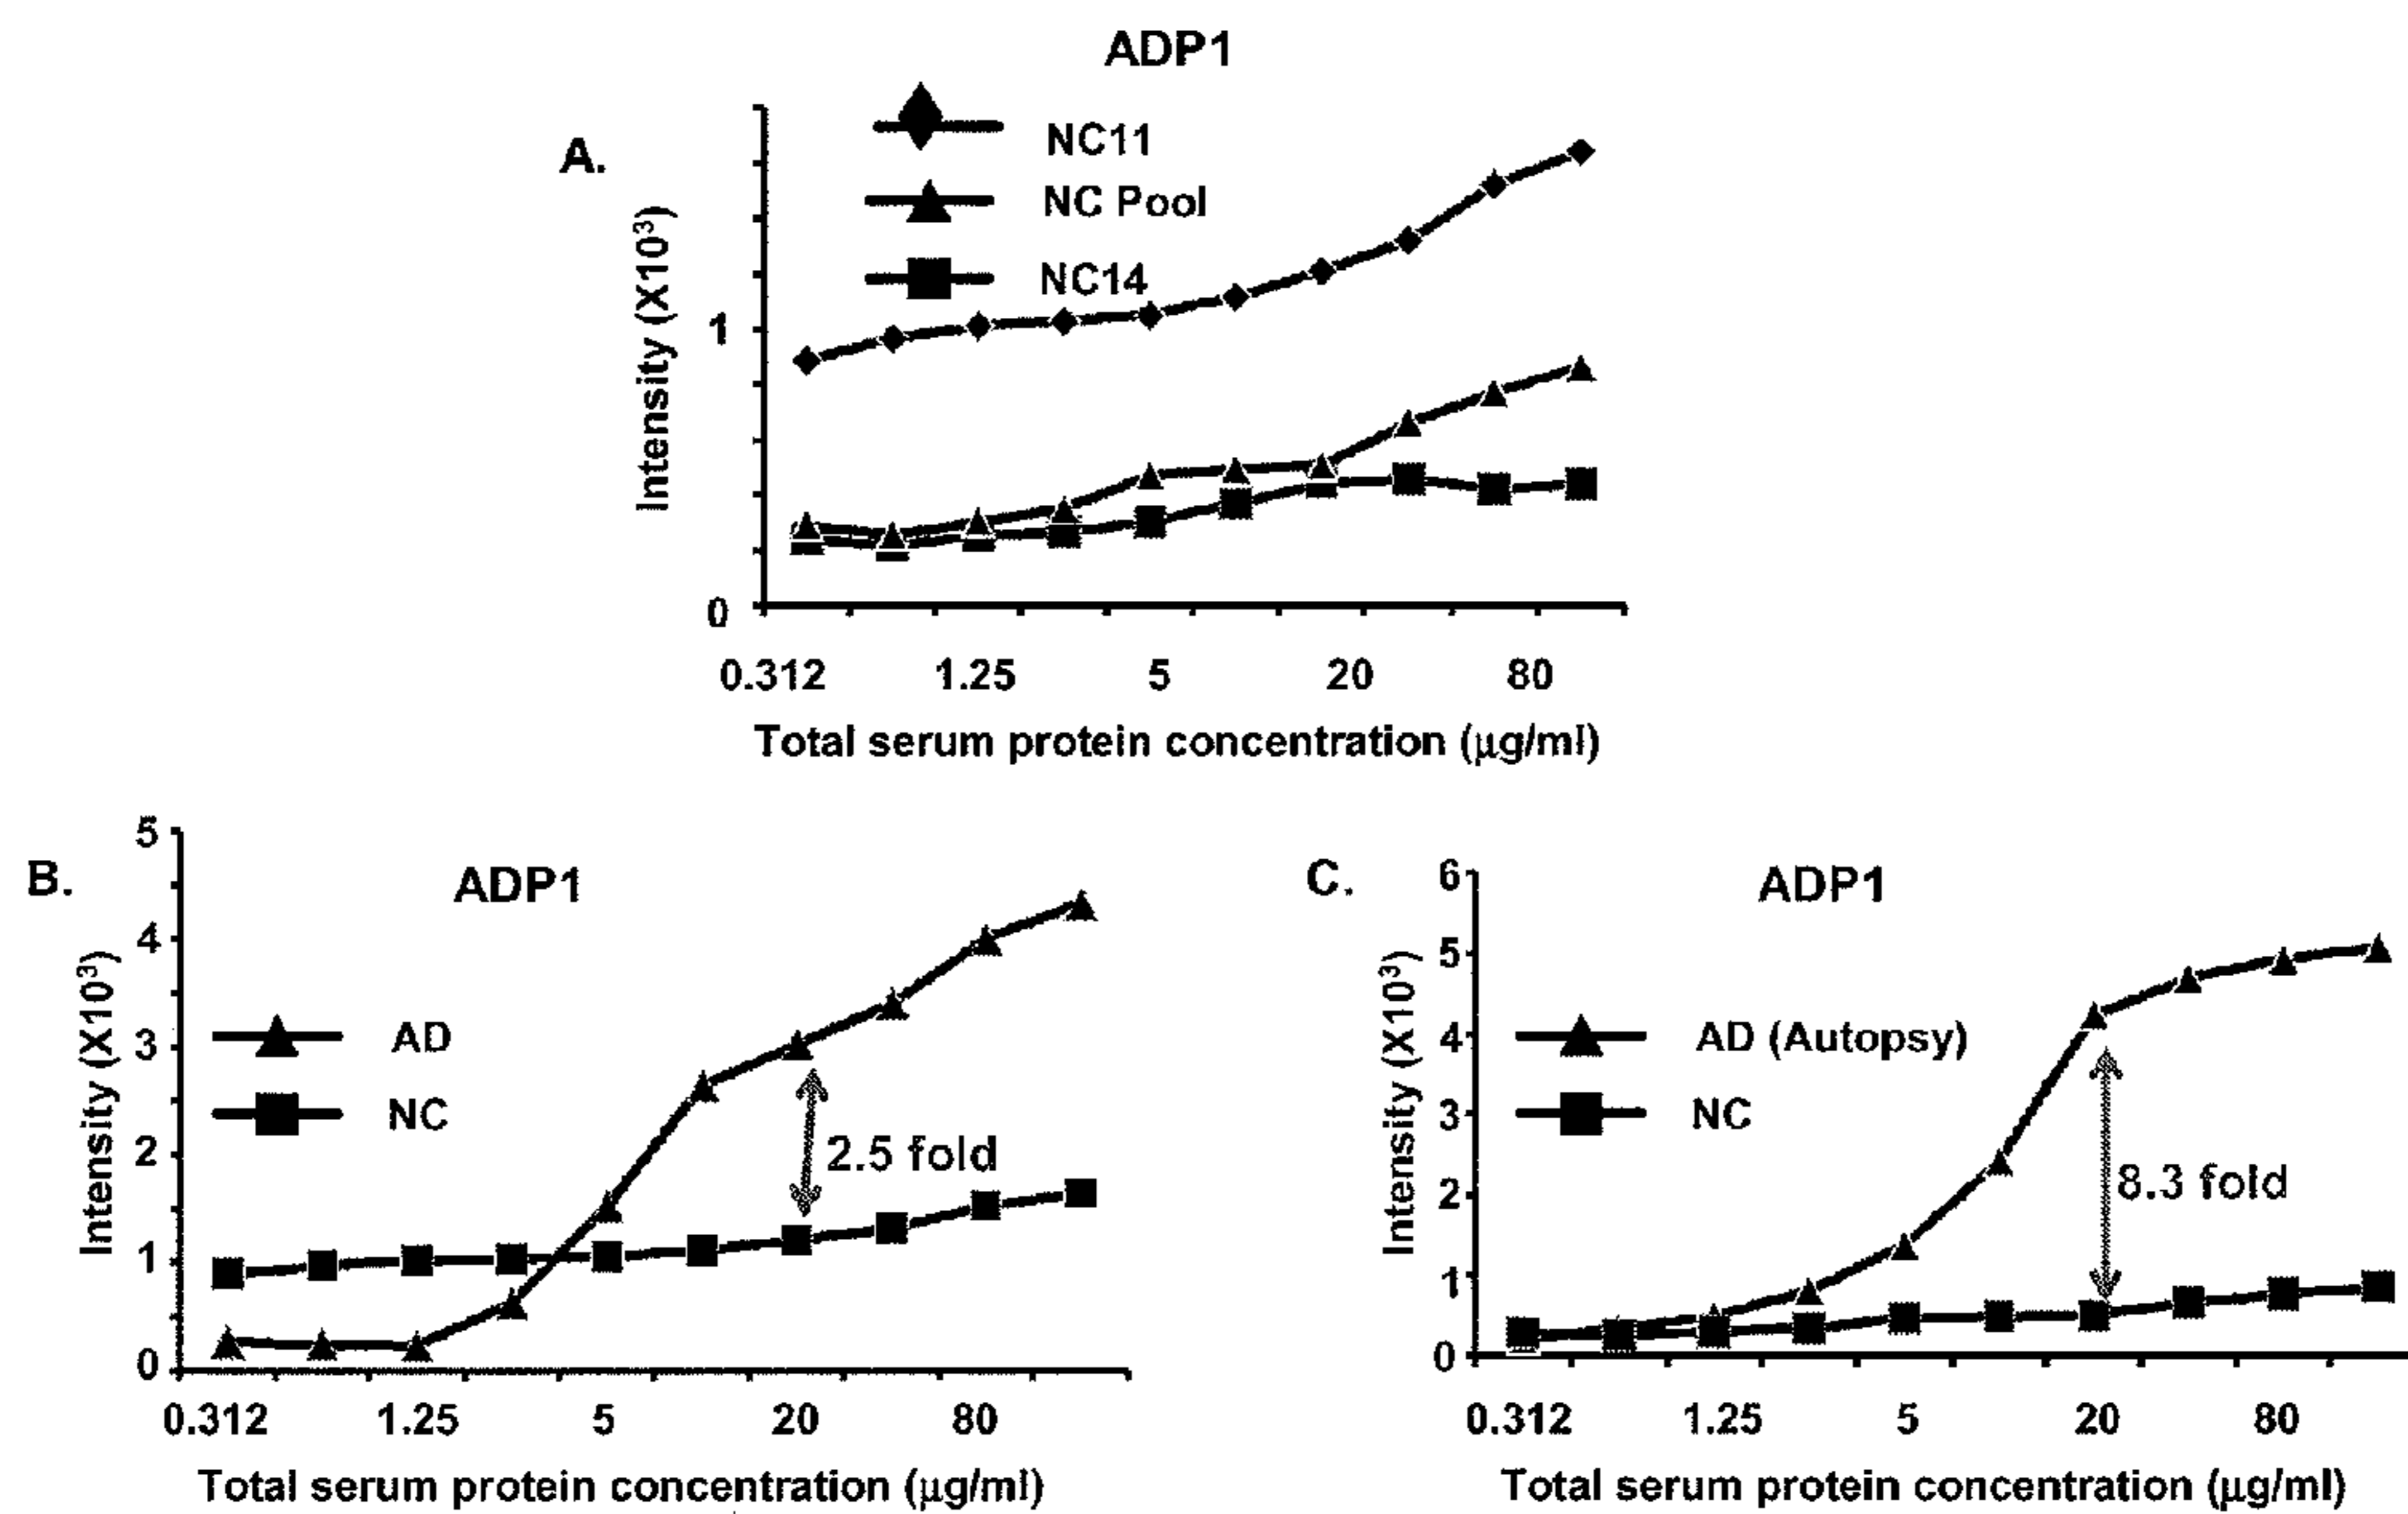 ADP1
A.
NC11
NC Pool
NC14
Intensity (X10³)
1
0
0.312 1.25 5 20 80
Total serum protein concentration (µg/ml)
B.
ADP1
5
4
3
2
1
0
Intensity (X10³)
AD
NC
2.5 fold
0.312 1.25 5 20 80
Total serum protein concentration (µg/ml)
C.
ADP1
6
5
4
3
2
1
0
Intensity (X10³)
AD (Autopsy)
NC
8.3 fold
0.312 1.25 5 20 80
Total serum protein concentration (µg/ml)